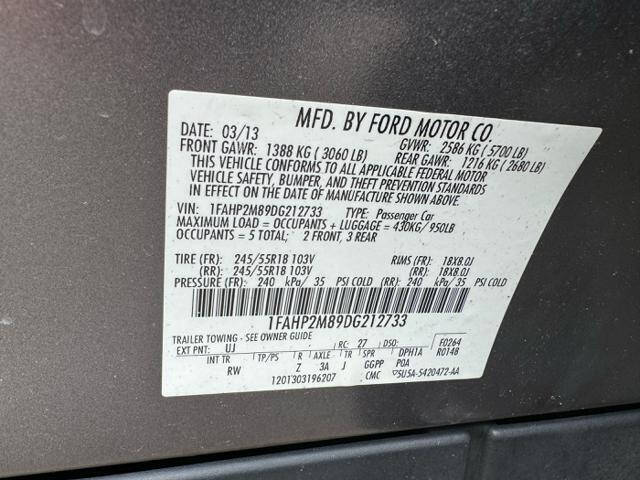 MFD. BY FORD MOTOR CO.
DATE: 03/13 GVWR: 2586 KG ( 5700 LB)
FRONT GAWR: 1388 KG ( 3060 LB) REAR GAWR: 1216 KG ( 2680 LB)
THIS VEHICLE CONFORMS TO ALL APPLICABLE FEDERAL MOTOR
VEHICLE SAFETY, BUMPER, AND THEFT PREVENTION STANDARDS
IN EFFECT ON THE DATE OF MANUFACTURE SHOWN ABOVE.
VIN: 1FAHP2M89DG212733 TYPE: Passenger Car
MAXIMUM LOAD = OCCUPANTS + LUGGAGE = 430KG/ 950LB
OCCUPANTS = 5 TOTAL; 2 FRONT, 3 REAR
TIRE (FR): 245/55R18 103V RIMS (FR): 18X8.0J
(RR): 245/55R18 103V (RR): 18X8.0J
PRESSURE (FR): 240 kPa/ 35 PSI COLD (RR): 240 kPa/ 35 PSI COLD
1FAHP2M89DG212733
TRAILER TOWING - SEE OWNER GUIDE F0264
EXT PNT: UJ RC: 27 DSO: R0148
INT TR TP/PS R AXLE TR SPR DPH1A
RW Z 3A J GGPP POA
120T303196207 CMC 5U5A-5420472-AA